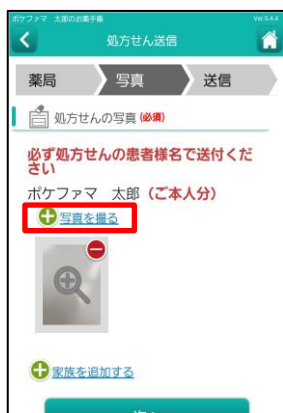 ポケファマ 太郎のお薬手帳 Ver.5.4.4
処方せん送信
薬局 写真 送信
処方せんの写真 (必須)
必ず処方せんの患者様名で送付くだ
さい
ポケファマ 太郎 (ご本人分)
写真を撮る
家族を追加する